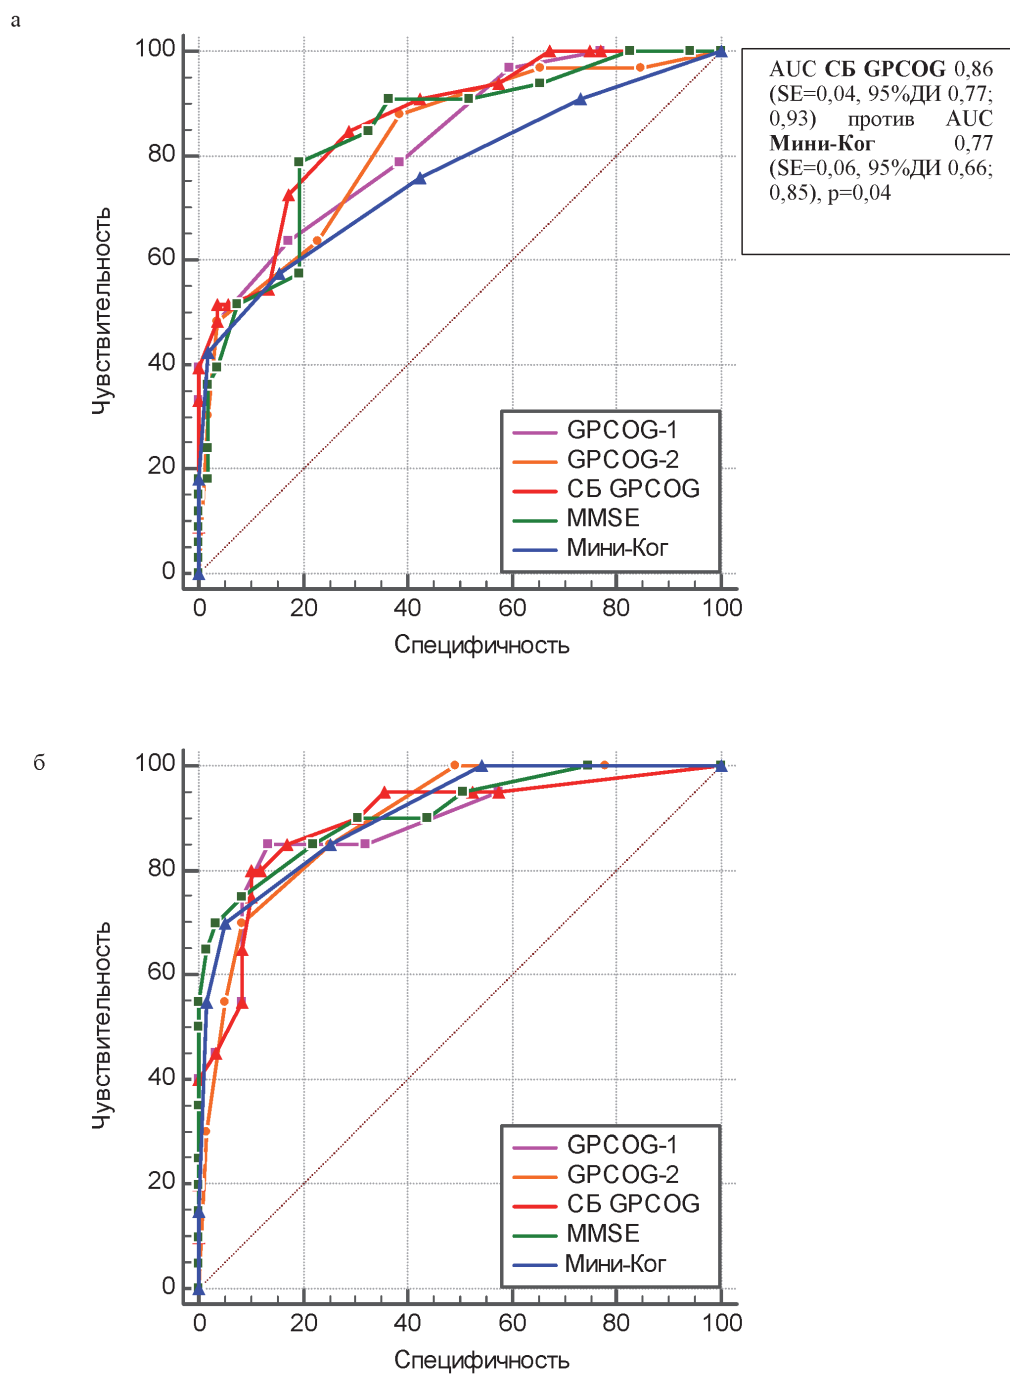 а
100
80
60
40
20
0
Чувствительность
0 20 40 60 80 100
Специфичность
GPCOG-1
GPCOG-2
СБ GPCOG
MMSE
Мини-Ког
AUC СБ GPCOG 0,86
(SE=0,04, 95%ДИ 0,77;
0,93) против AUC
Мини-Ког 0,77
(SE=0,06, 95%ДИ 0,66;
0,85), p=0,04
б
100
80
60
40
20
0
Чувствительность
0 20 40 60 80 100
Специфичность
GPCOG-1
GPCOG-2
СБ GPCOG
MMSE
Мини-Ког